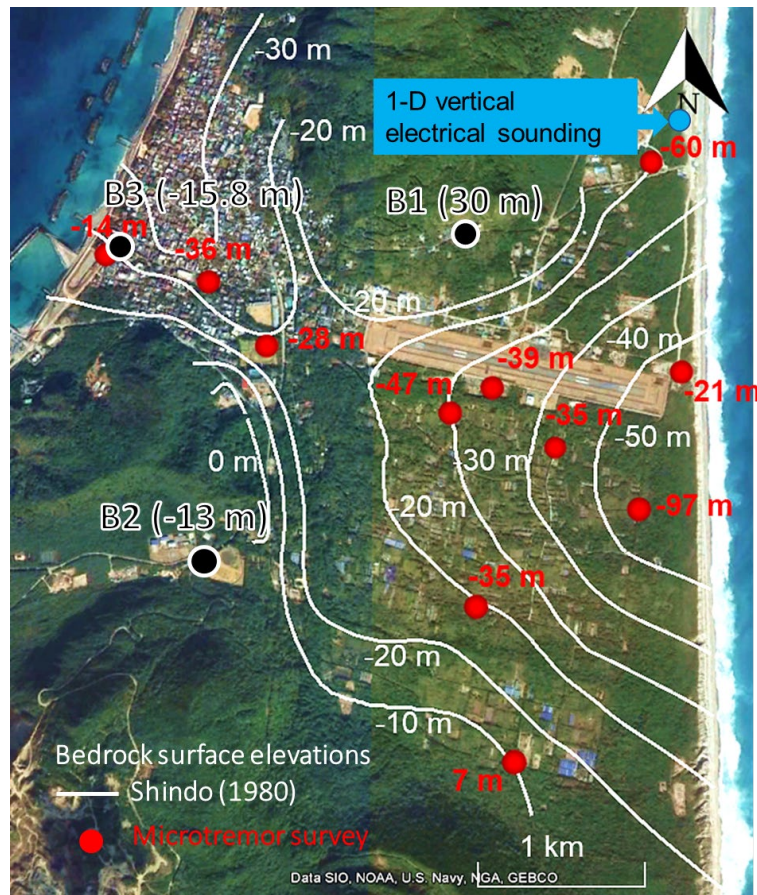 -30 m
1-D vertical
electrical sounding
N
-20 m
-60 m
B3 (-15.8 m)
B1 (30 m)
-14 m
-36 m
-20 m
-28 m
-40 m
-39 m
-47 m
-21 m
-35 m
-50 m
0 m
-30 m
-20 m
-97 m
B2 (-13 m)
-35 m
-20 m
-10 m
Bedrock surface elevations
7 m
Shindo (1980)
Microtremor survey
1 km
Data SIO, NOAA, U.S. Navy, NGA, GEBCO